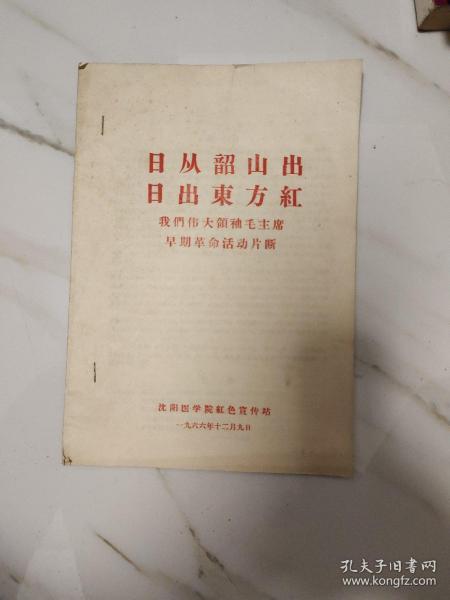 日从韶山出
日出東方紅
我們伟大領袖毛主席
早期革命活动片断
沈阳医学院紅色宣传站
一九六六年十二月九日
孔夫子旧书网
www.kongfz.com